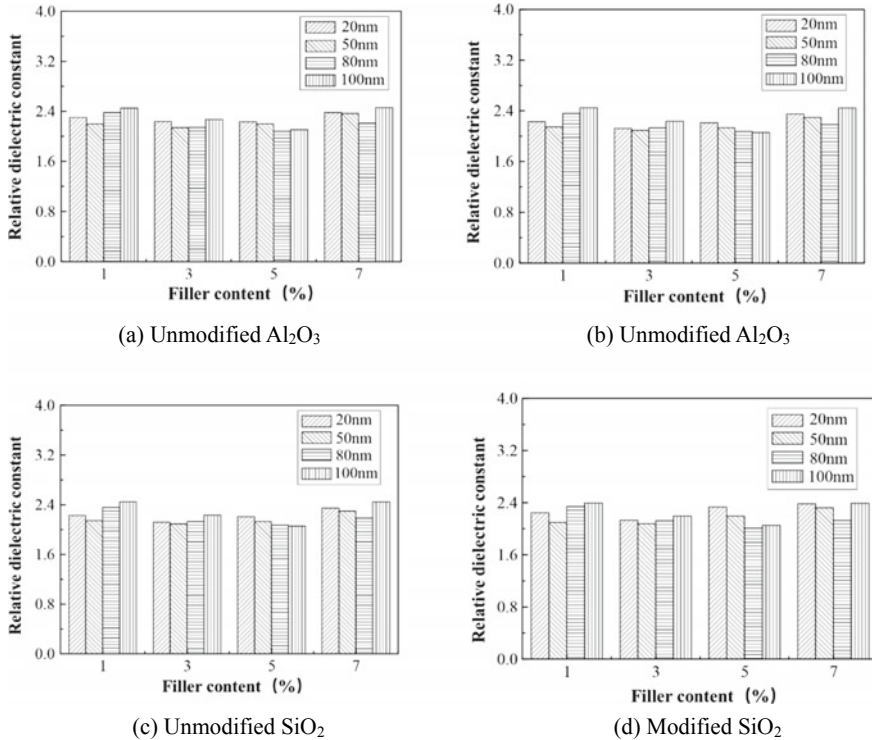 Relative dielectric constant
4.0
3.2
2.4
1.6
0.8
0.0
20nm
50nm
80nm
100nm
1 3 5 7
Filler content (%)
(a) Unmodified Al₂O₃
Relative dielectric constant
4.0
3.2
2.4
1.6
0.8
0.0
20nm
50nm
80nm
100nm
1 3 5 7
Filler content (%)
(b) Unmodified Al₂O₃
Relative dielectric constant
4.0
3.2
2.4
1.6
0.8
0.0
20nm
50nm
80nm
100nm
1 3 5 7
Filler content (%)
(c) Unmodified SiO₂
Relative dielectric constant
4.0
3.2
2.4
1.6
0.8
0.0
20nm
50nm
80nm
100nm
1 3 5 7
Filler content (%)
(d) Modified SiO₂